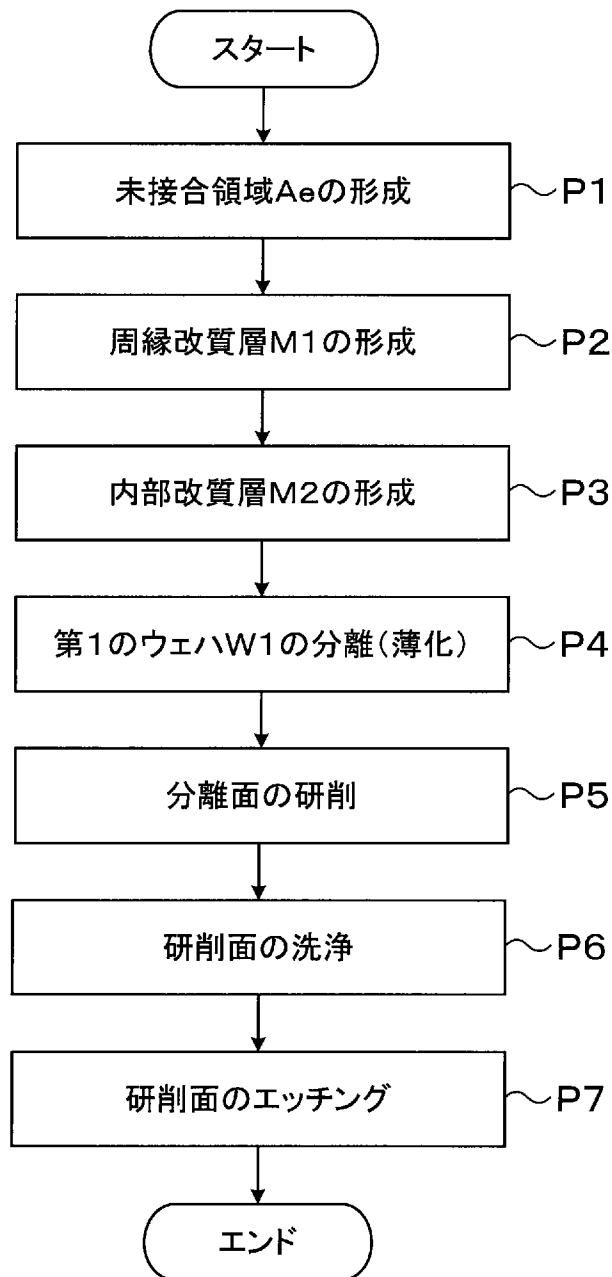 スタート
未接合領域Aeの形成 P1
周縁改質層M1の形成 P2
内部改質層M2の形成 P3
第1のウェハW1の分離(薄化) P4
分離面の研削 P5
研削面の洗浄 P6
研削面のエッチング P7
エンド